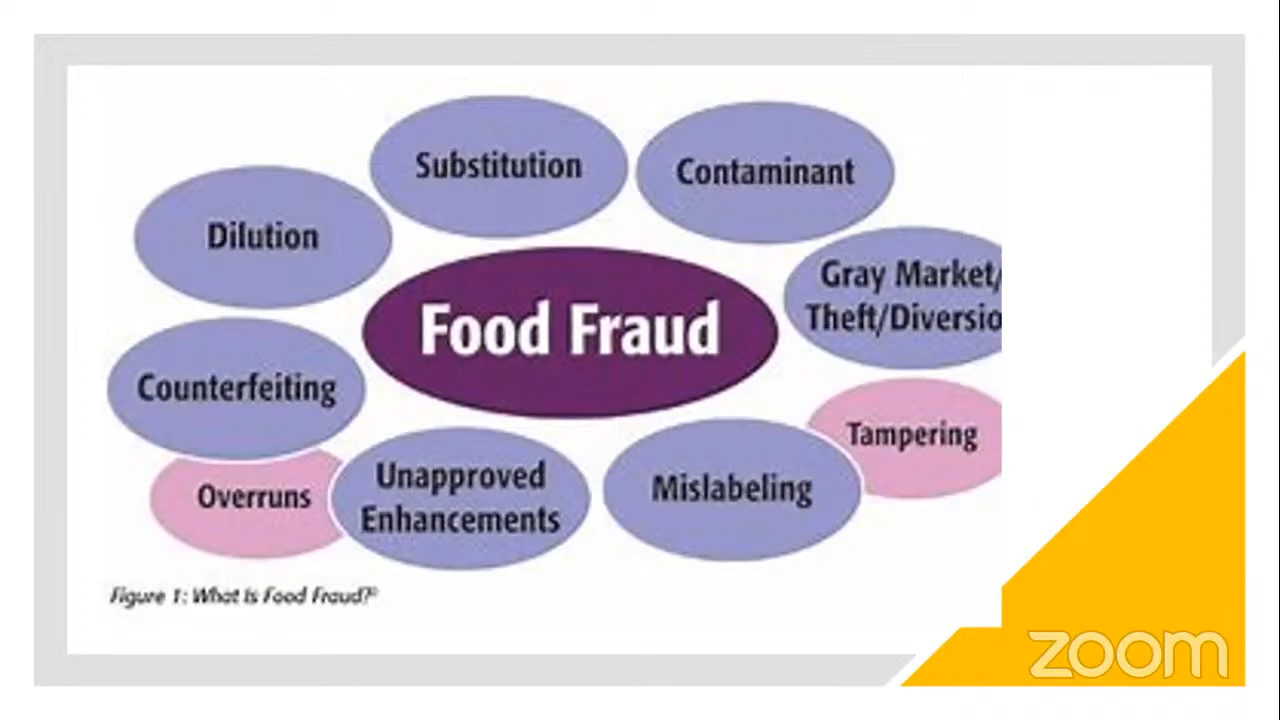 Substitution
Contaminant
Dilution
Gray Market/
Theft/Diversio
Food Fraud
Counterfeiting
Tampering
Unapproved
Enhancements
Mislabeling
Overruns
Figure 1: What Is Food Fraud?
zoom